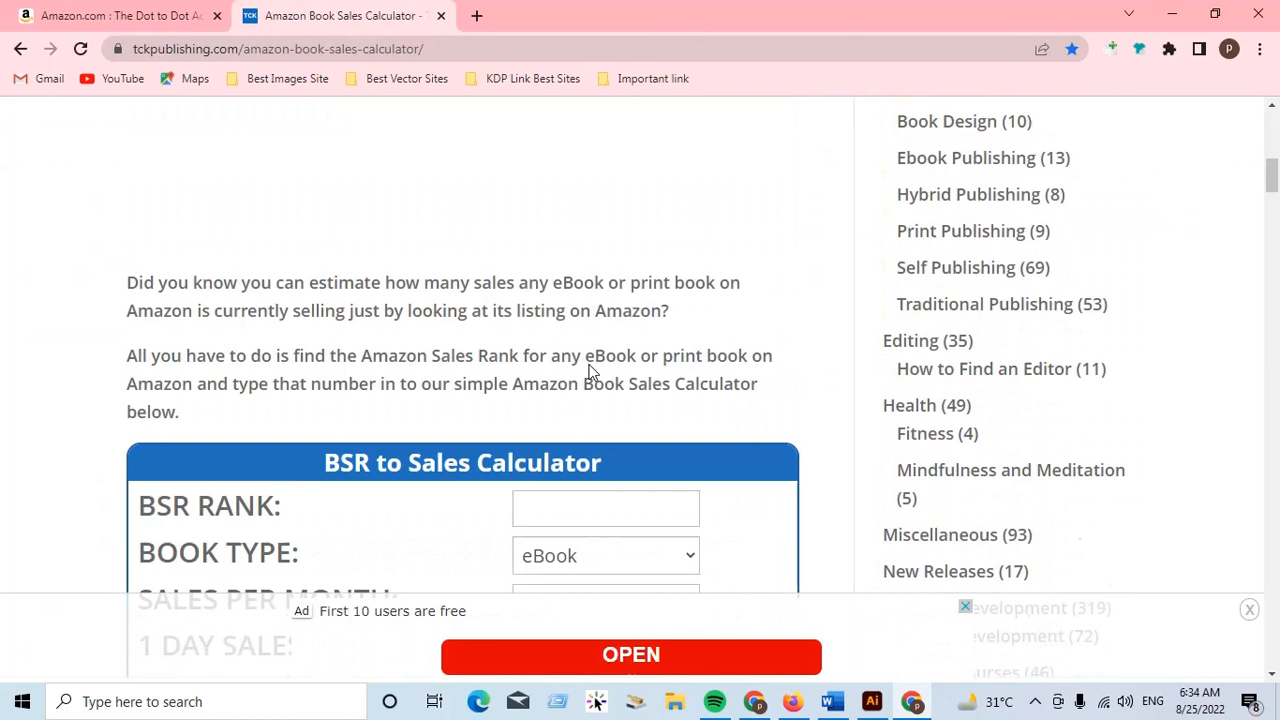 Amazon.com : The Dot to Dot Ac
Amazon Book Sales Calculator -
tckpublishing.com/amazon-book-sales-calculator/
Gmail
YouTube
Maps
Best Images Site
Best Vector Sites
KDP Link Best Sites
Important link
Did you know you can estimate how many sales any eBook or print book on
Amazon is currently selling just by looking at its listing on Amazon?
All you have to do is find the Amazon Sales Rank for any eBook or print book on
Amazon and type that number in to our simple Amazon Book Sales Calculator
below.
BSR to Sales Calculator
BSR RANK:
BOOK TYPE:
eBook
SALES PER MONTH:
1 DAY SALES
Book Design (10)
Ebook Publishing (13)
Hybrid Publishing (8)
Print Publishing (9)
Self Publishing (69)
Traditional Publishing (53)
Editing (35)
How to Find an Editor (11)
Health (49)
Fitness (4)
Mindfulness and Meditation
(5)
Miscellaneous (93)
New Releases (17)
evelopment (319)
evelopment (72)
ourses (46)
Ad
First 10 users are free
OPEN
Type here to search
31°C
ENG
6:34 AM
8/25/2022
8